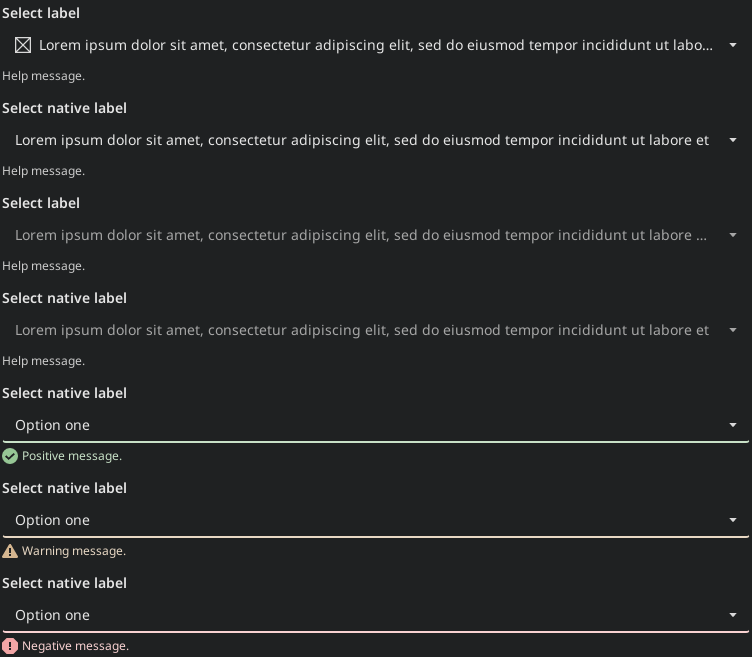 Select label
Lorem ipsum dolor sit amet, consectetur adipiscing elit, sed do eiusmod tempor incididunt ut labo...
Help message.
Select native label
Lorem ipsum dolor sit amet, consectetur adipiscing elit, sed do eiusmod tempor incididunt ut labore et
Help message.
Select label
Lorem ipsum dolor sit amet, consectetur adipiscing elit, sed do eiusmod tempor incididunt ut labore ...
Help message.
Select native label
Lorem ipsum dolor sit amet, consectetur adipiscing elit, sed do eiusmod tempor incididunt ut labore et
Help message.
Select native label
Option one
Positive message.
Select native label
Option one
Warning message.
Select native label
Option one
Negative message.